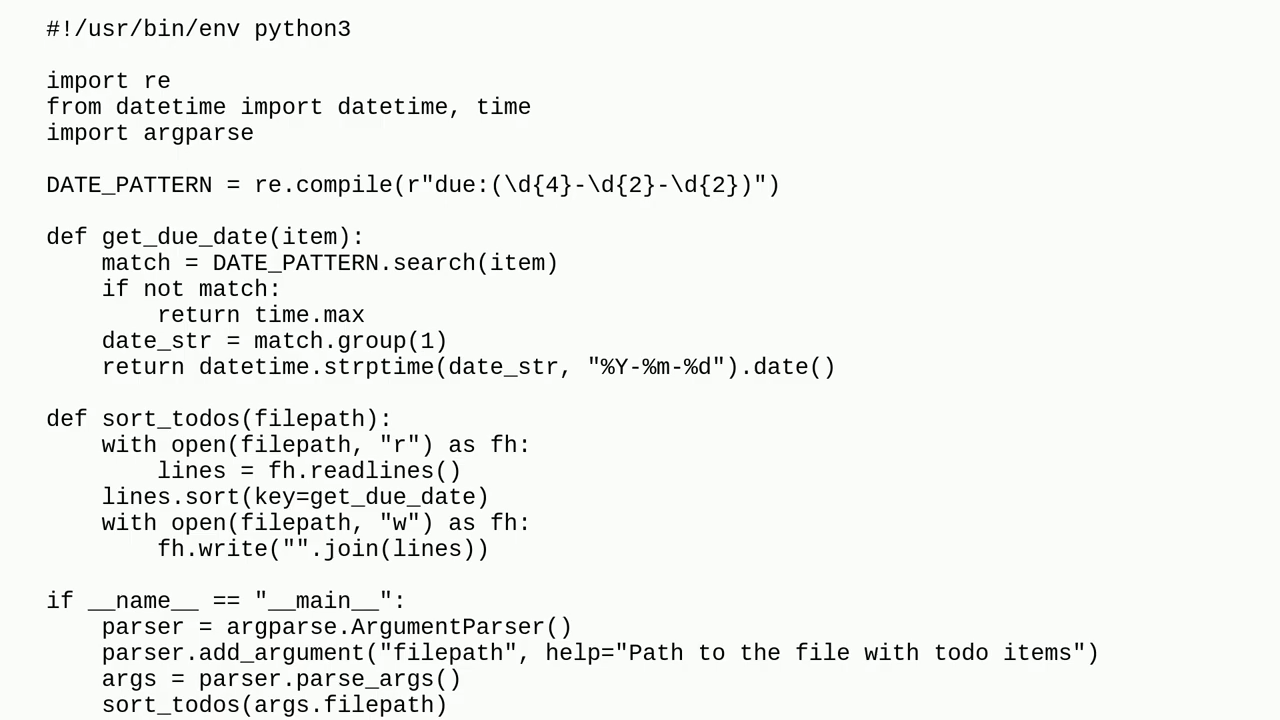 #!/usr/bin/env python3

import re
from datetime import datetime, time
import argparse

DATE_PATTERN = re.compile(r"due:(\d{4}-\d{2}-\d{2})")

def get_due_date(item):
    match = DATE_PATTERN.search(item)
    if not match:
        return time.max
    date_str = match.group(1)
    return datetime.strptime(date_str, "%Y-%m-%d").date()

def sort_todos(filepath):
    with open(filepath, "r") as fh:
        lines = fh.readlines()
    lines.sort(key=get_due_date)
    with open(filepath, "w") as fh:
        fh.write("".join(lines))

if __name__ == "__main__":
    parser = argparse.ArgumentParser()
    parser.add_argument("filepath", help="Path to the file with todo items")
    args = parser.parse_args()
    sort_todos(args.filepath)